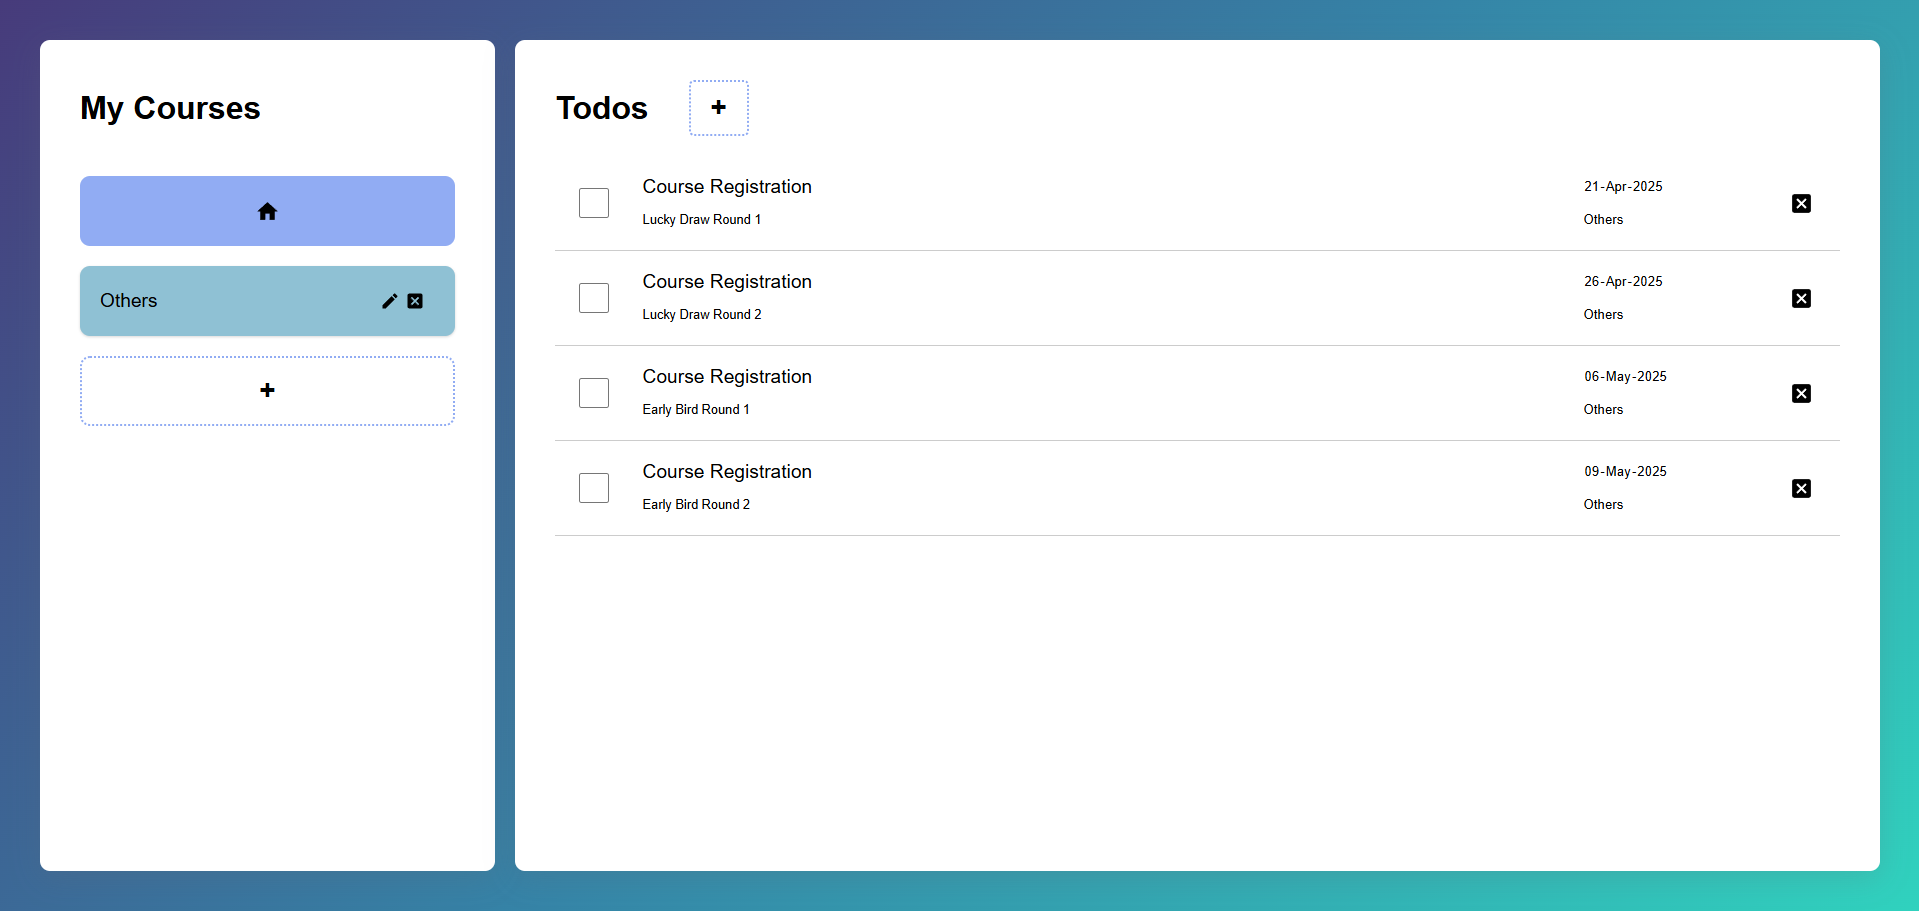 My Courses
Others
Todos
Course Registration
21-Apr-2025
Lucky Draw Round 1
Others
Course Registration
26-Apr-2025
Lucky Draw Round 2
Others
Course Registration
06-May-2025
Early Bird Round 1
Others
Course Registration
09-May-2025
Early Bird Round 2
Others